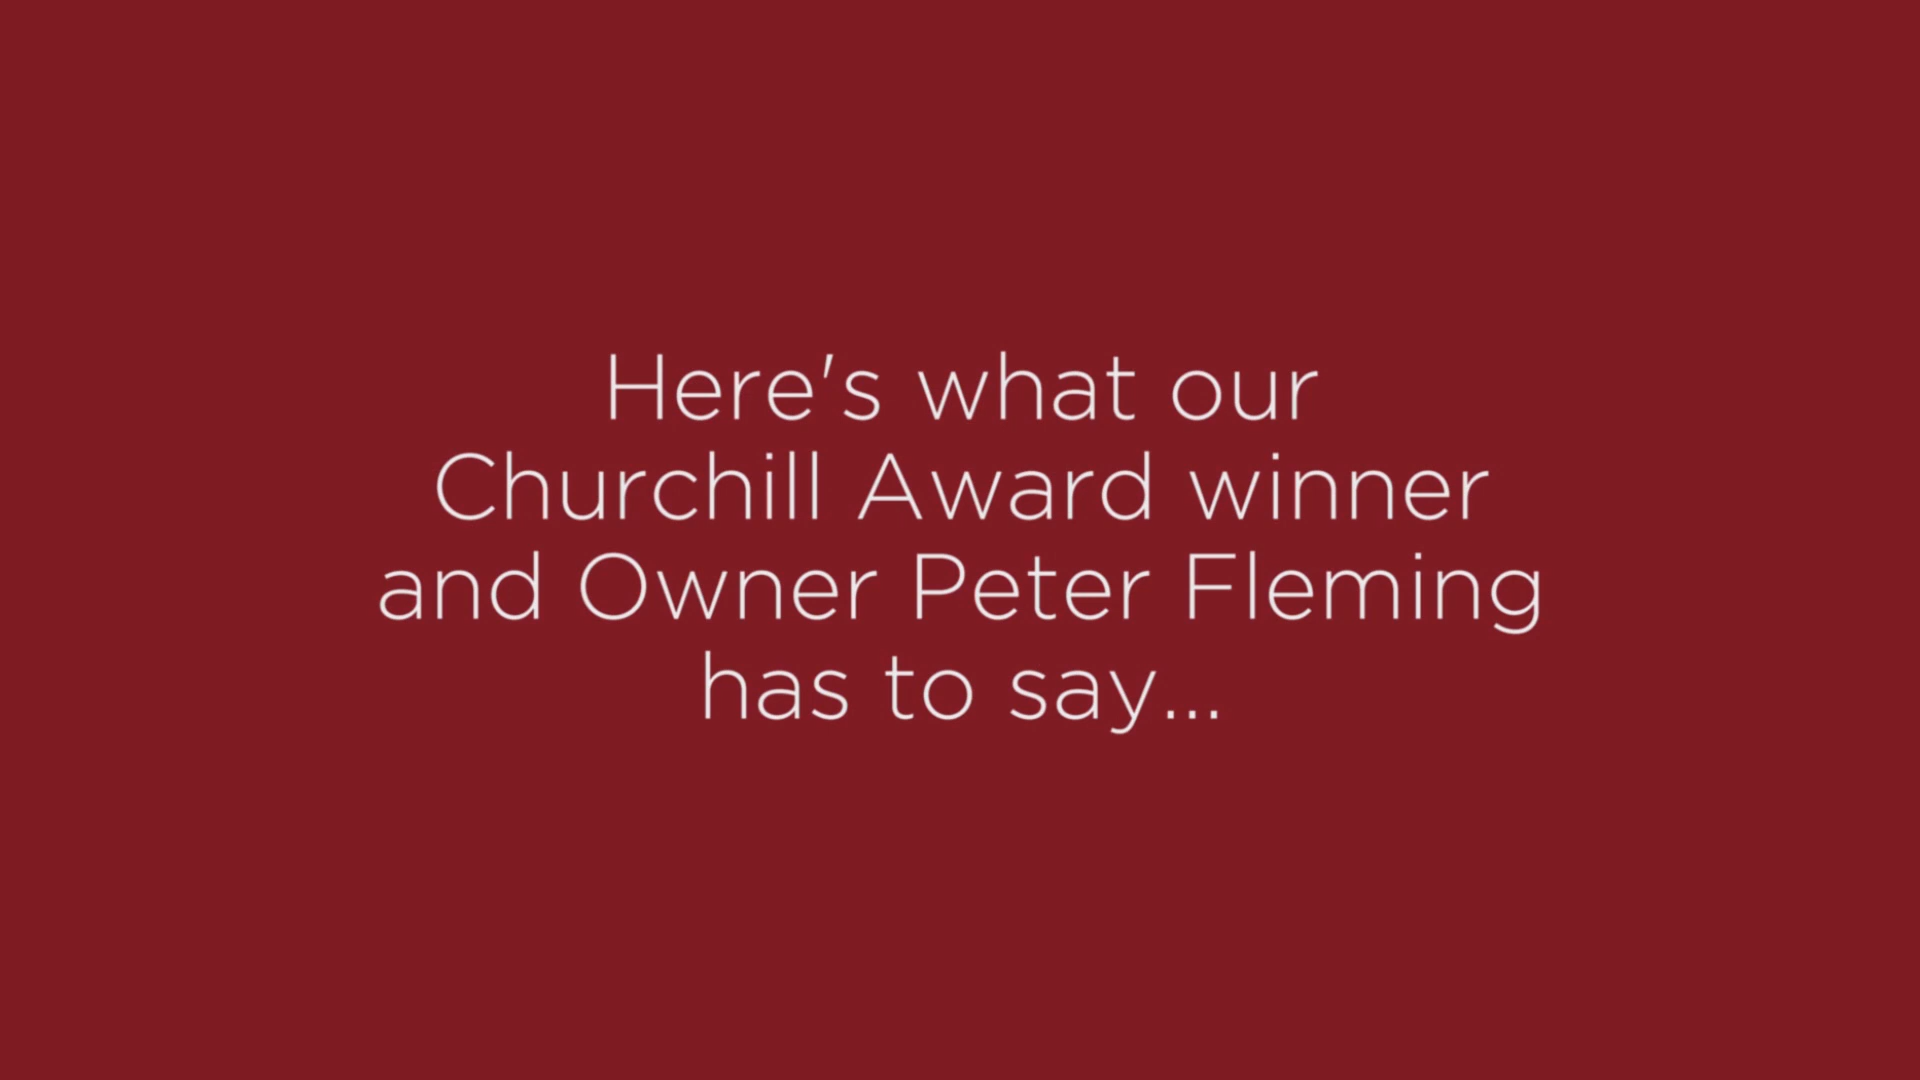 Here's what our
Churchill Award winner
and Owner Peter Fleming
has to say...